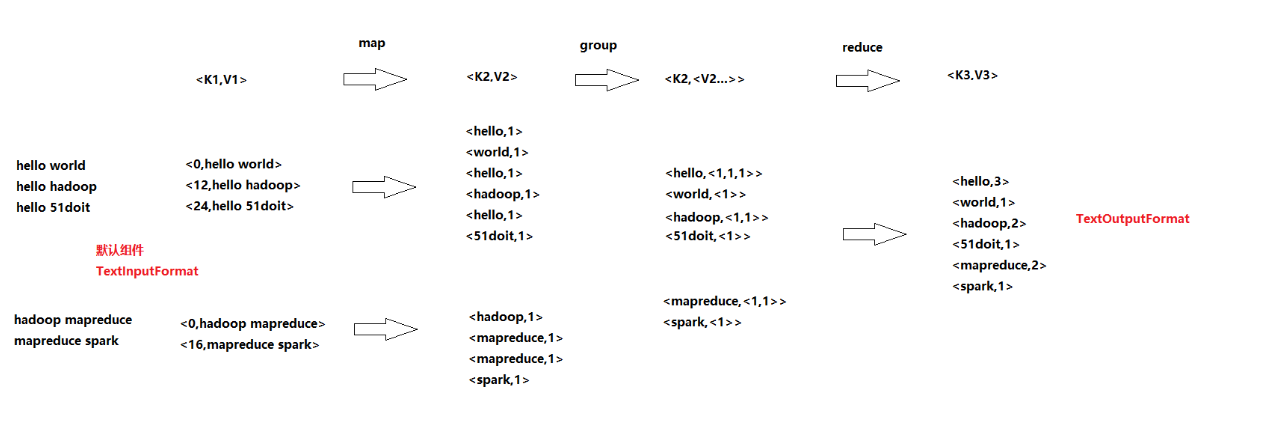 map
group
reduce
<K1,V1>
<K2,V2>
<K2,<V2...>>
<K3,V3>
hello world
hello hadoop
hello 51doit
<0,hello world>
<12,hello hadoop>
<24,hello 51doit>
<hello,1>
<world,1>
<hello,1>
<hadoop,1>
<hello,1>
<51doit,1>
<hello,<1,1,1>>
<world,<1>>
<hadoop,<1,1>>
<51doit,<1>>
<hello,3>
<world,1>
<hadoop,2>
<51doit,1>
<mapreduce,2>
<spark,1>
TextOutputFormat
默认组件
TextInputFormat
hadoop mapreduce
mapreduce spark
<0,hadoop mapreduce>
<16,mapreduce spark>
<hadoop,1>
<mapreduce,1>
<mapreduce,1>
<spark,1>
<mapreduce,<1,1>>
<spark,<1>>